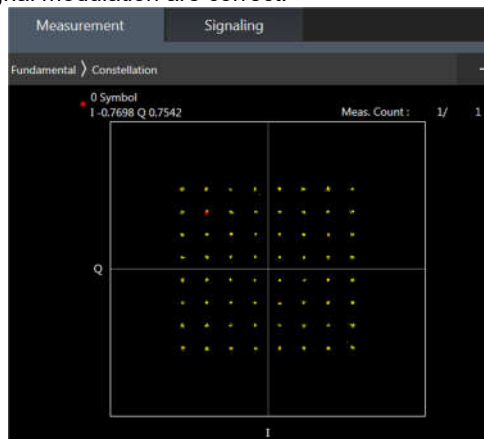 Measurement Signaling
Fundamental 〉 Constellation
0 Symbol
I -0.7698 Q 0.7542 Meas. Count : 1/ 1
Q
I